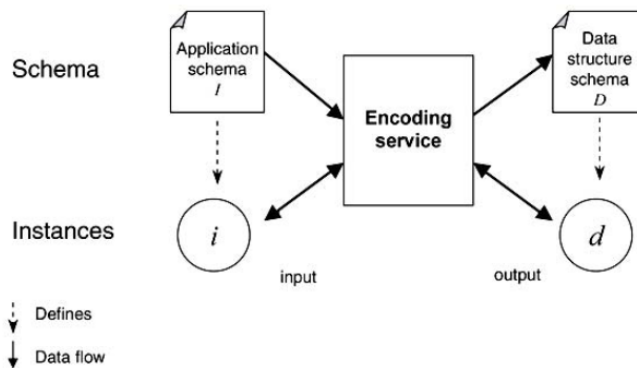 Schema
Application
schema
I
Encoding
service
Data
structure
schema
D
Instances
i
d
input
output
Defines
Data flow